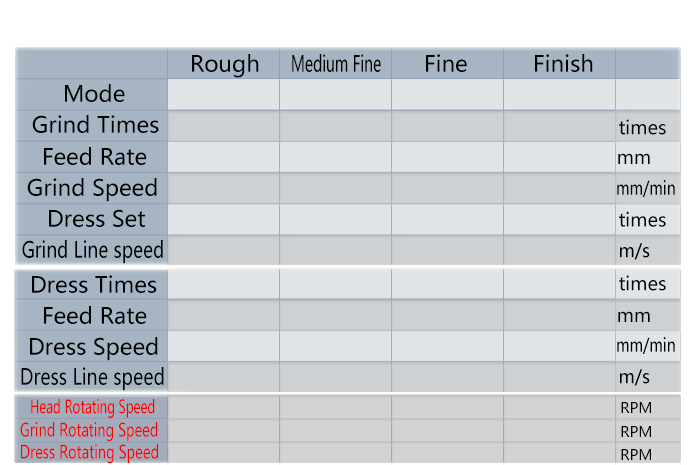 Rough Medium Fine Fine Finish
Mode
Grind Times times
Feed Rate mm
Grind Speed mm/min
Dress Set times
Grind Line speed m/s
Dress Times times
Feed Rate mm
Dress Speed mm/min
Dress Line speed m/s
Head Rotating Speed RPM
Grind Rotating Speed RPM
Dress Rotating Speed RPM